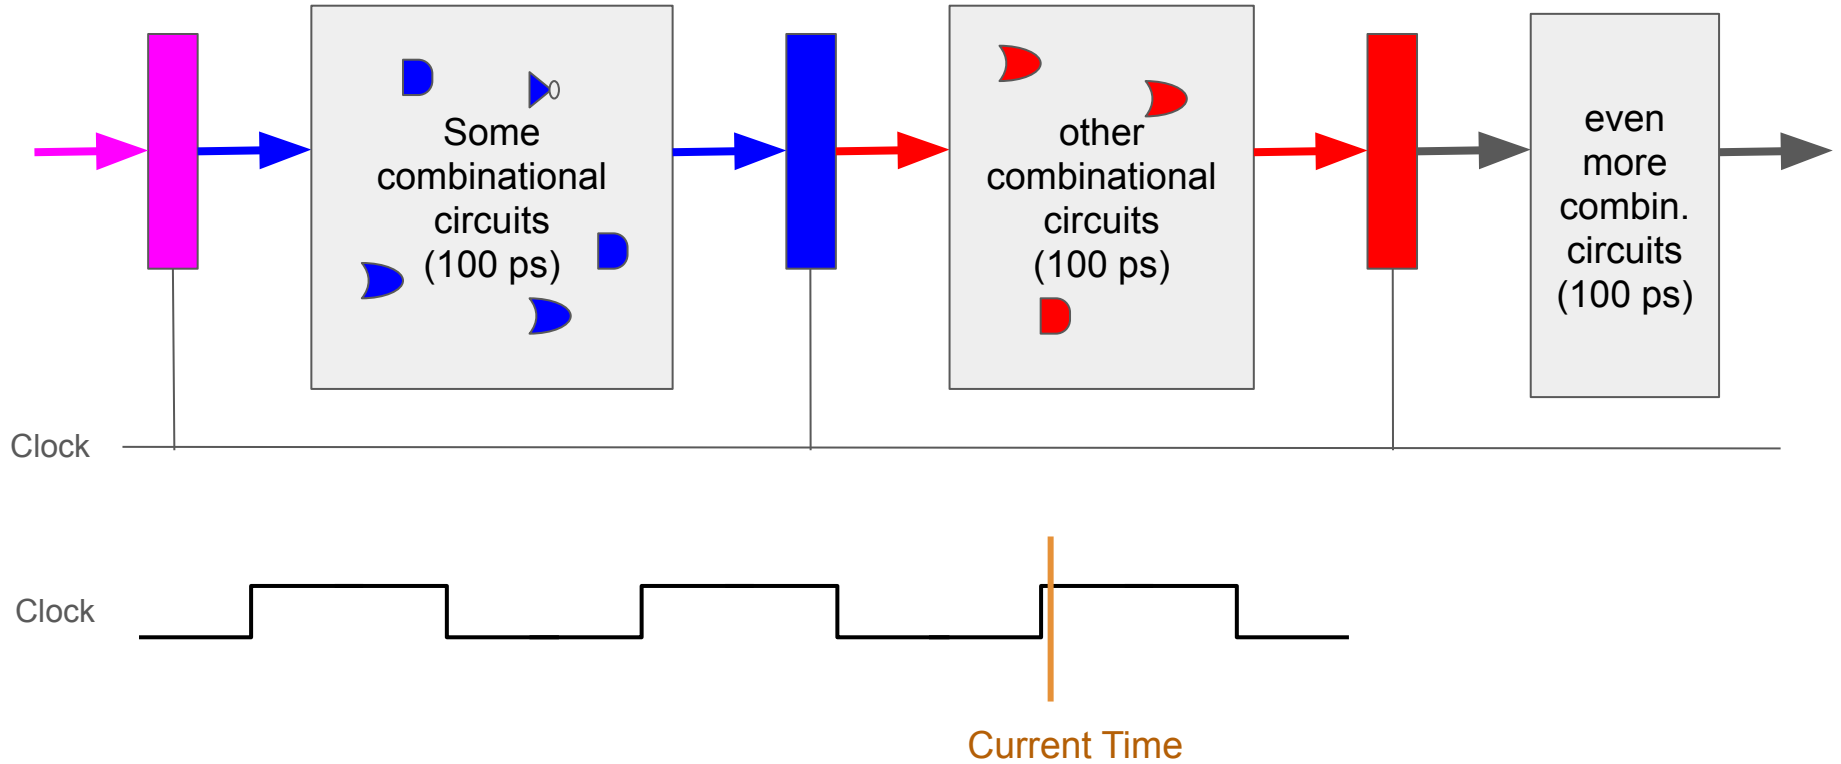 Some
combinational
circuits
(100 ps)
other
combinational
circuits
(100 ps)
even
more
combin.
circuits
(100 ps)
Clock
Clock
Current Time